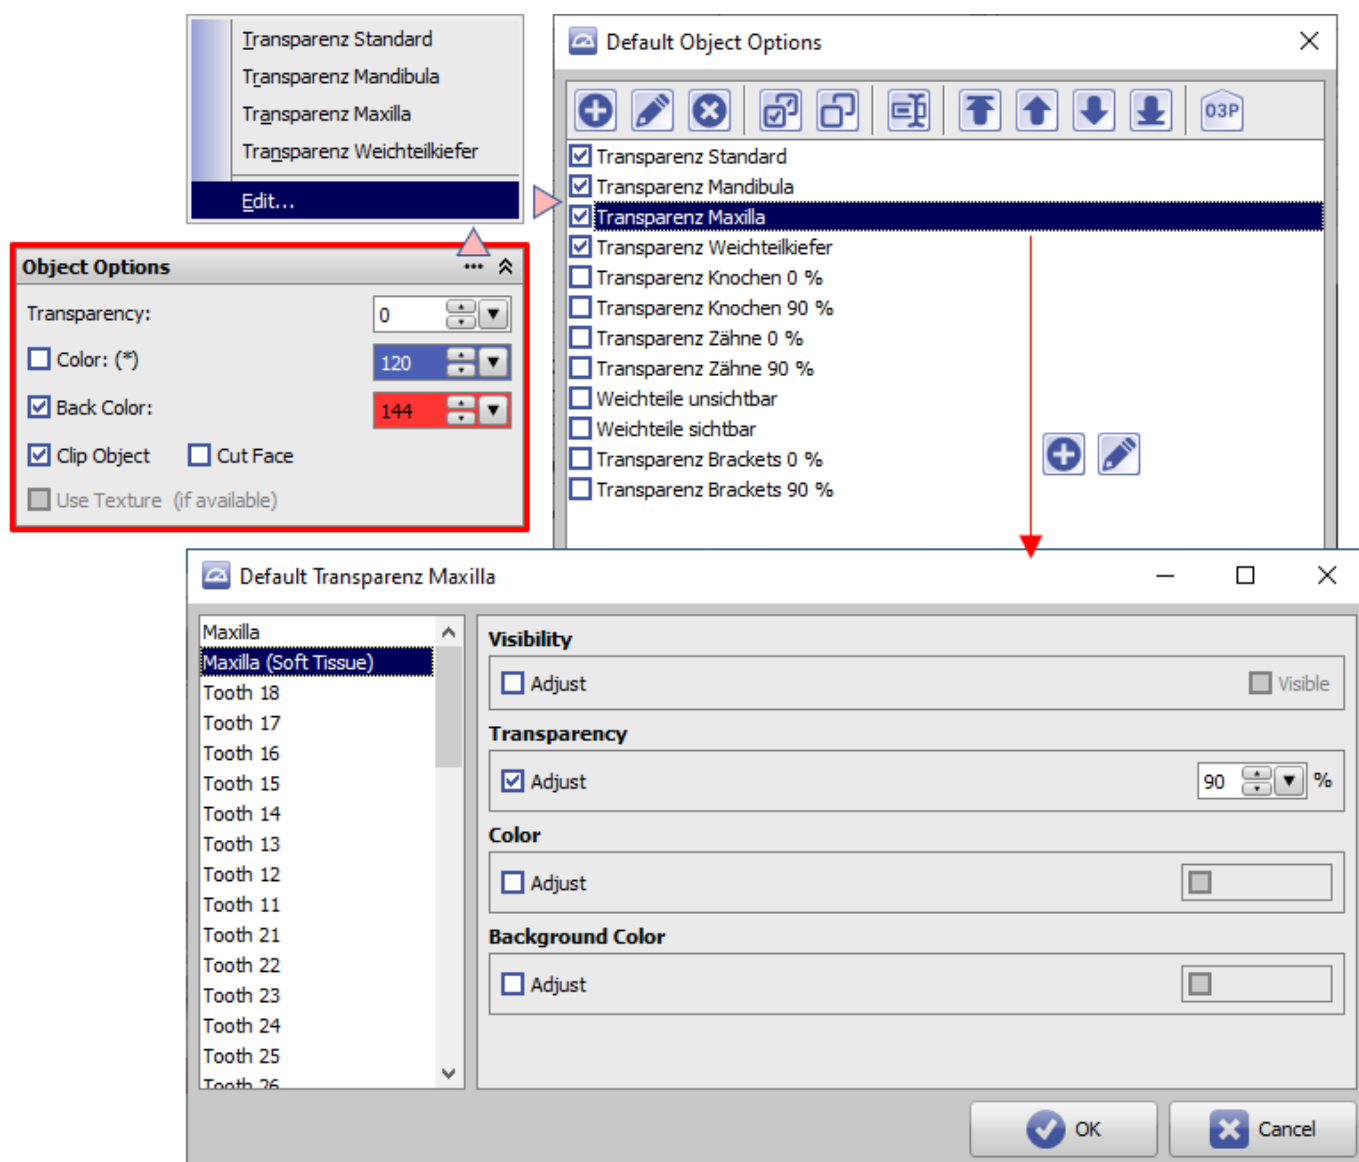 Transparenz Standard
Transparenz Mandibula
Transparenz Maxilla
Transparenz Weichteilkiefer
Edit...
Object Options
Transparency:
0
Color: (*)
120
Back Color:
144
Clip Object
Cut Face
Use Texture (if available)
Default Object Options
03P
Transparenz Standard
Transparenz Mandibula
Transparenz Maxilla
Transparenz Weichteilkiefer
Transparenz Knochen 0 %
Transparenz Knochen 90 %
Transparenz Zähne 0 %
Transparenz Zähne 90 %
Weichteile unsichtbar
Weichteile sichtbar
Transparenz Brackets 0 %
Transparenz Brackets 90 %
Default Transparenz Maxilla
Maxilla
Maxilla (Soft Tissue)
Tooth 18
Tooth 17
Tooth 16
Tooth 15
Tooth 14
Tooth 13
Tooth 12
Tooth 11
Tooth 21
Tooth 22
Tooth 23
Tooth 24
Tooth 25
Tooth 26
Visibility
Adjust
Visible
Transparency
Adjust
90 %
Color
Adjust
Background Color
Adjust
OK
Cancel